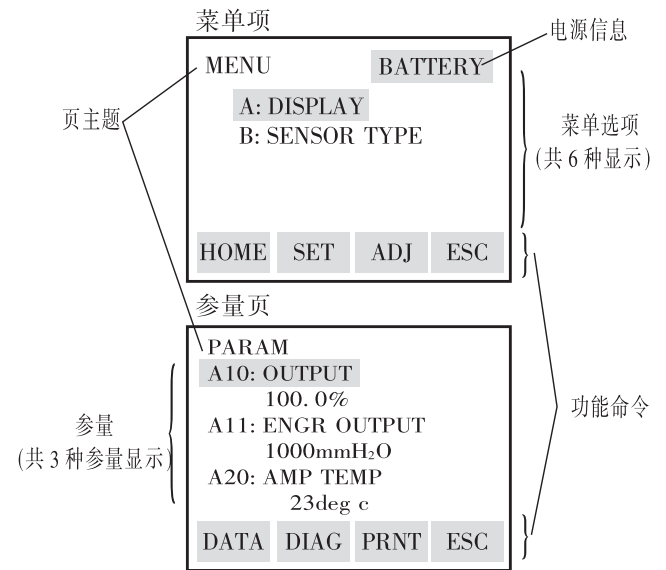 菜单项
电源信息
MENU
BATTERY
A: DISPLAY
B: SENSOR TYPE
页主题
菜单选项
(共6种显示)
HOME SET ADJ ESC
参量页
PARAM
A10: OUTPUT
100. 0%
A11: ENGR OUTPUT
1000mmH₂O
A20: AMP TEMP
23deg c
参量
(共3种参量显示)
功能命令
DATA DIAG PRNT ESC